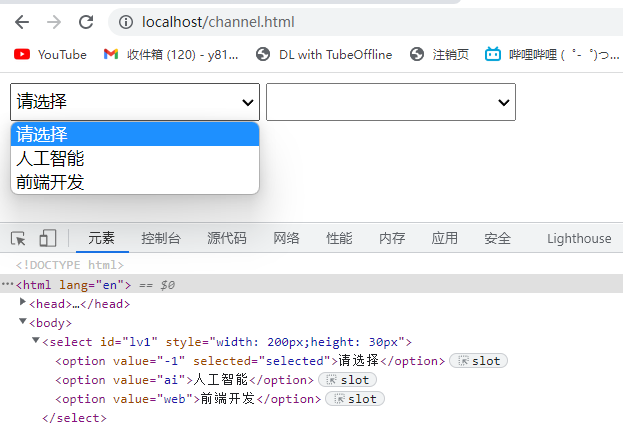 localhost/channel.html
YouTube 收件箱 (120) - y81... DL with TubeOffline 注销页 哔哩哔哩 ( ゜- ゜)つ...
请选择
请选择
人工智能
前端开发
元素 控制台 源代码 网络 性能 内存 应用 安全 Lighthouse
<!DOCTYPE html>
···<html lang="en"> == $0
▶<head>…</head>
▼<body>
▼<select id="lv1" style="width: 200px;height: 30px">
<option value="-1" selected="selected">请选择</option> slot
<option value="ai">人工智能</option> slot
<option value="web">前端开发</option> slot
</select>